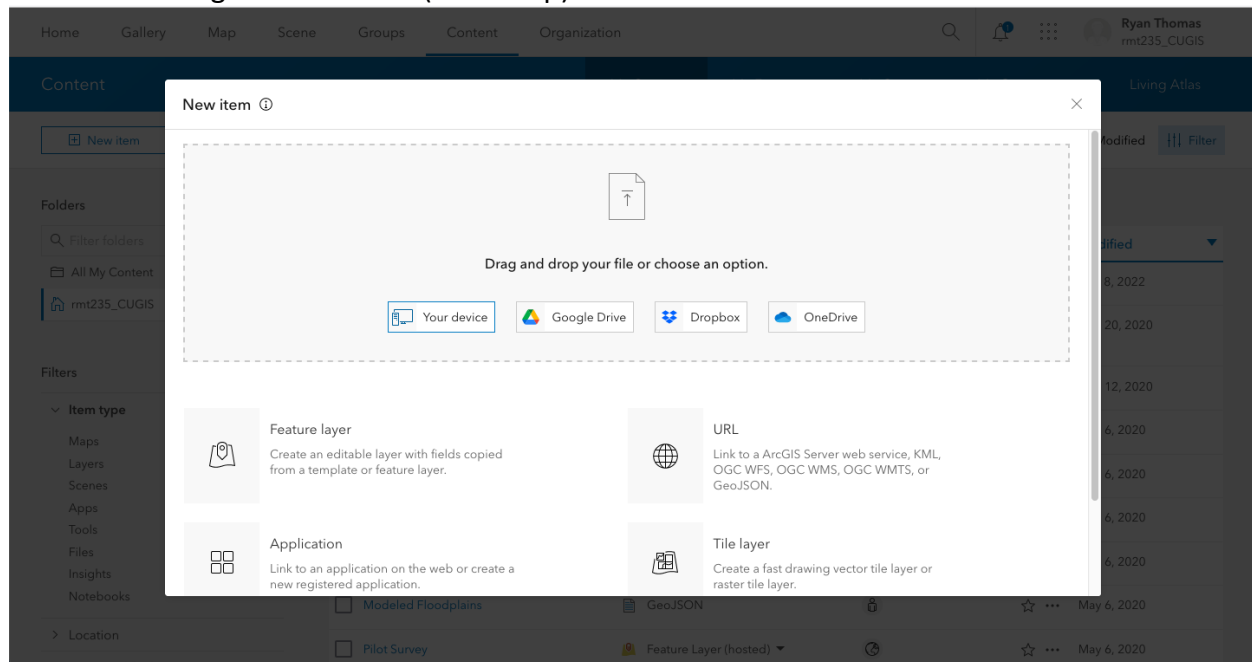 Home Gallery Map Scene Groups Content Organization
Ryan Thomas
rmt235_CUGIS
Content
Living Atlas
New item
New item
Modified Filter
Drag and drop your file or choose an option.
Your device Google Drive Dropbox OneDrive
Folders
Filter folders
All My Content
rmt235_CUGIS
Filters
Item type
Maps
Layers
Scenes
Apps
Tools
Files
Insights
Notebooks
Location
Feature layer
Create an editable layer with fields copied
from a template or feature layer.
URL
Link to a ArcGIS Server web service, KML,
OGC WFS, OGC WMS, OGC WMTS, or
GeoJSON.
Application
Link to an application on the web or create a
new registered application.
Tile layer
Create a fast drawing vector tile layer or
raster tile layer.
dified
8, 2022
20, 2020
12, 2020
6, 2020
6, 2020
6, 2020
6, 2020
Modeled Floodplains GeoJSON May 6, 2020
Pilot Survey Feature Layer (hosted) May 6, 2020